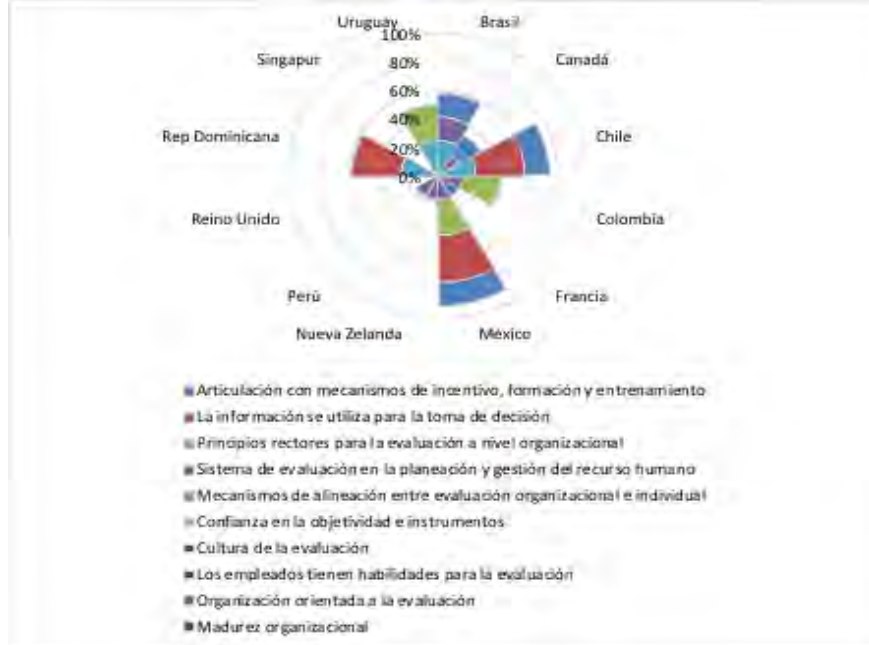 Uruguay
Brasil
100%
Singapur
80%
Canadá
60%
Rep Dominicana
40%
Chile
20%
0%
Reino Unido
Colombia
Perú
Francia
Nueva Zelanda
México
Articulación con mecanismos de incentivo, formación y entrenamiento
La información se utiliza para la toma de decisión
Principios rectores para la evaluación a nivel organizacional
Sistema de evaluación en la planeación y gestión del recurso humano
Mecanismos de alineación entre evaluación organizacional e individual
Confianza en la objetividad e instrumentos
Cultura de la evaluación
Los empleados tienen habilidades para la evaluación
Organización orientada a la evaluación
Madurez organizacional